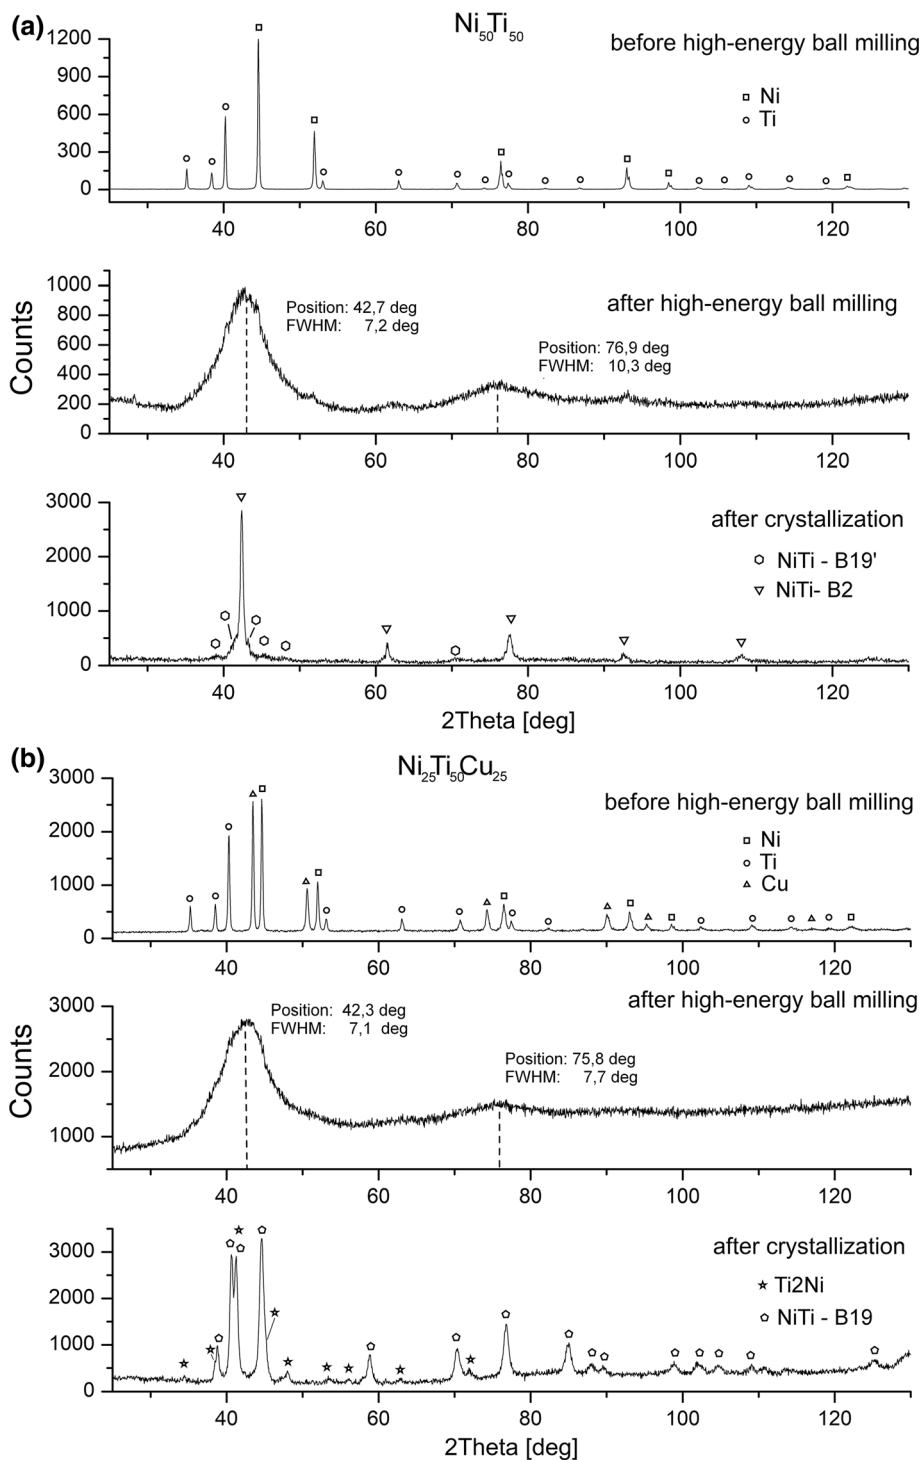 (a)
Ni50Ti50
before high-energy ball milling
Ni
Ti
1200
900
600
300
0
40 60 80 100 120
after high-energy ball milling
Position: 42,7 deg
FWHM: 7,2 deg
Position: 76,9 deg
FWHM: 10,3 deg
Counts
1000
800
600
400
200
0
40 60 80 100 120
after crystallization
NiTi - B19'
NiTi- B2
3000
2000
1000
0
40 60 80 100 120
2Theta [deg]
(b)
Ni25Ti50Cu25
before high-energy ball milling
Ni
Ti
Cu
3000
2000
1000
0
40 60 80 100 120
after high-energy ball milling
Position: 42,3 deg
FWHM: 7,1 deg
Position: 75,8 deg
FWHM: 7,7 deg
Counts
3000
2000
1000
40 60 80 100 120
after crystallization
Ti2Ni
NiTi - B19
3000
2000
1000
0
40 60 80 100 120
2Theta [deg]